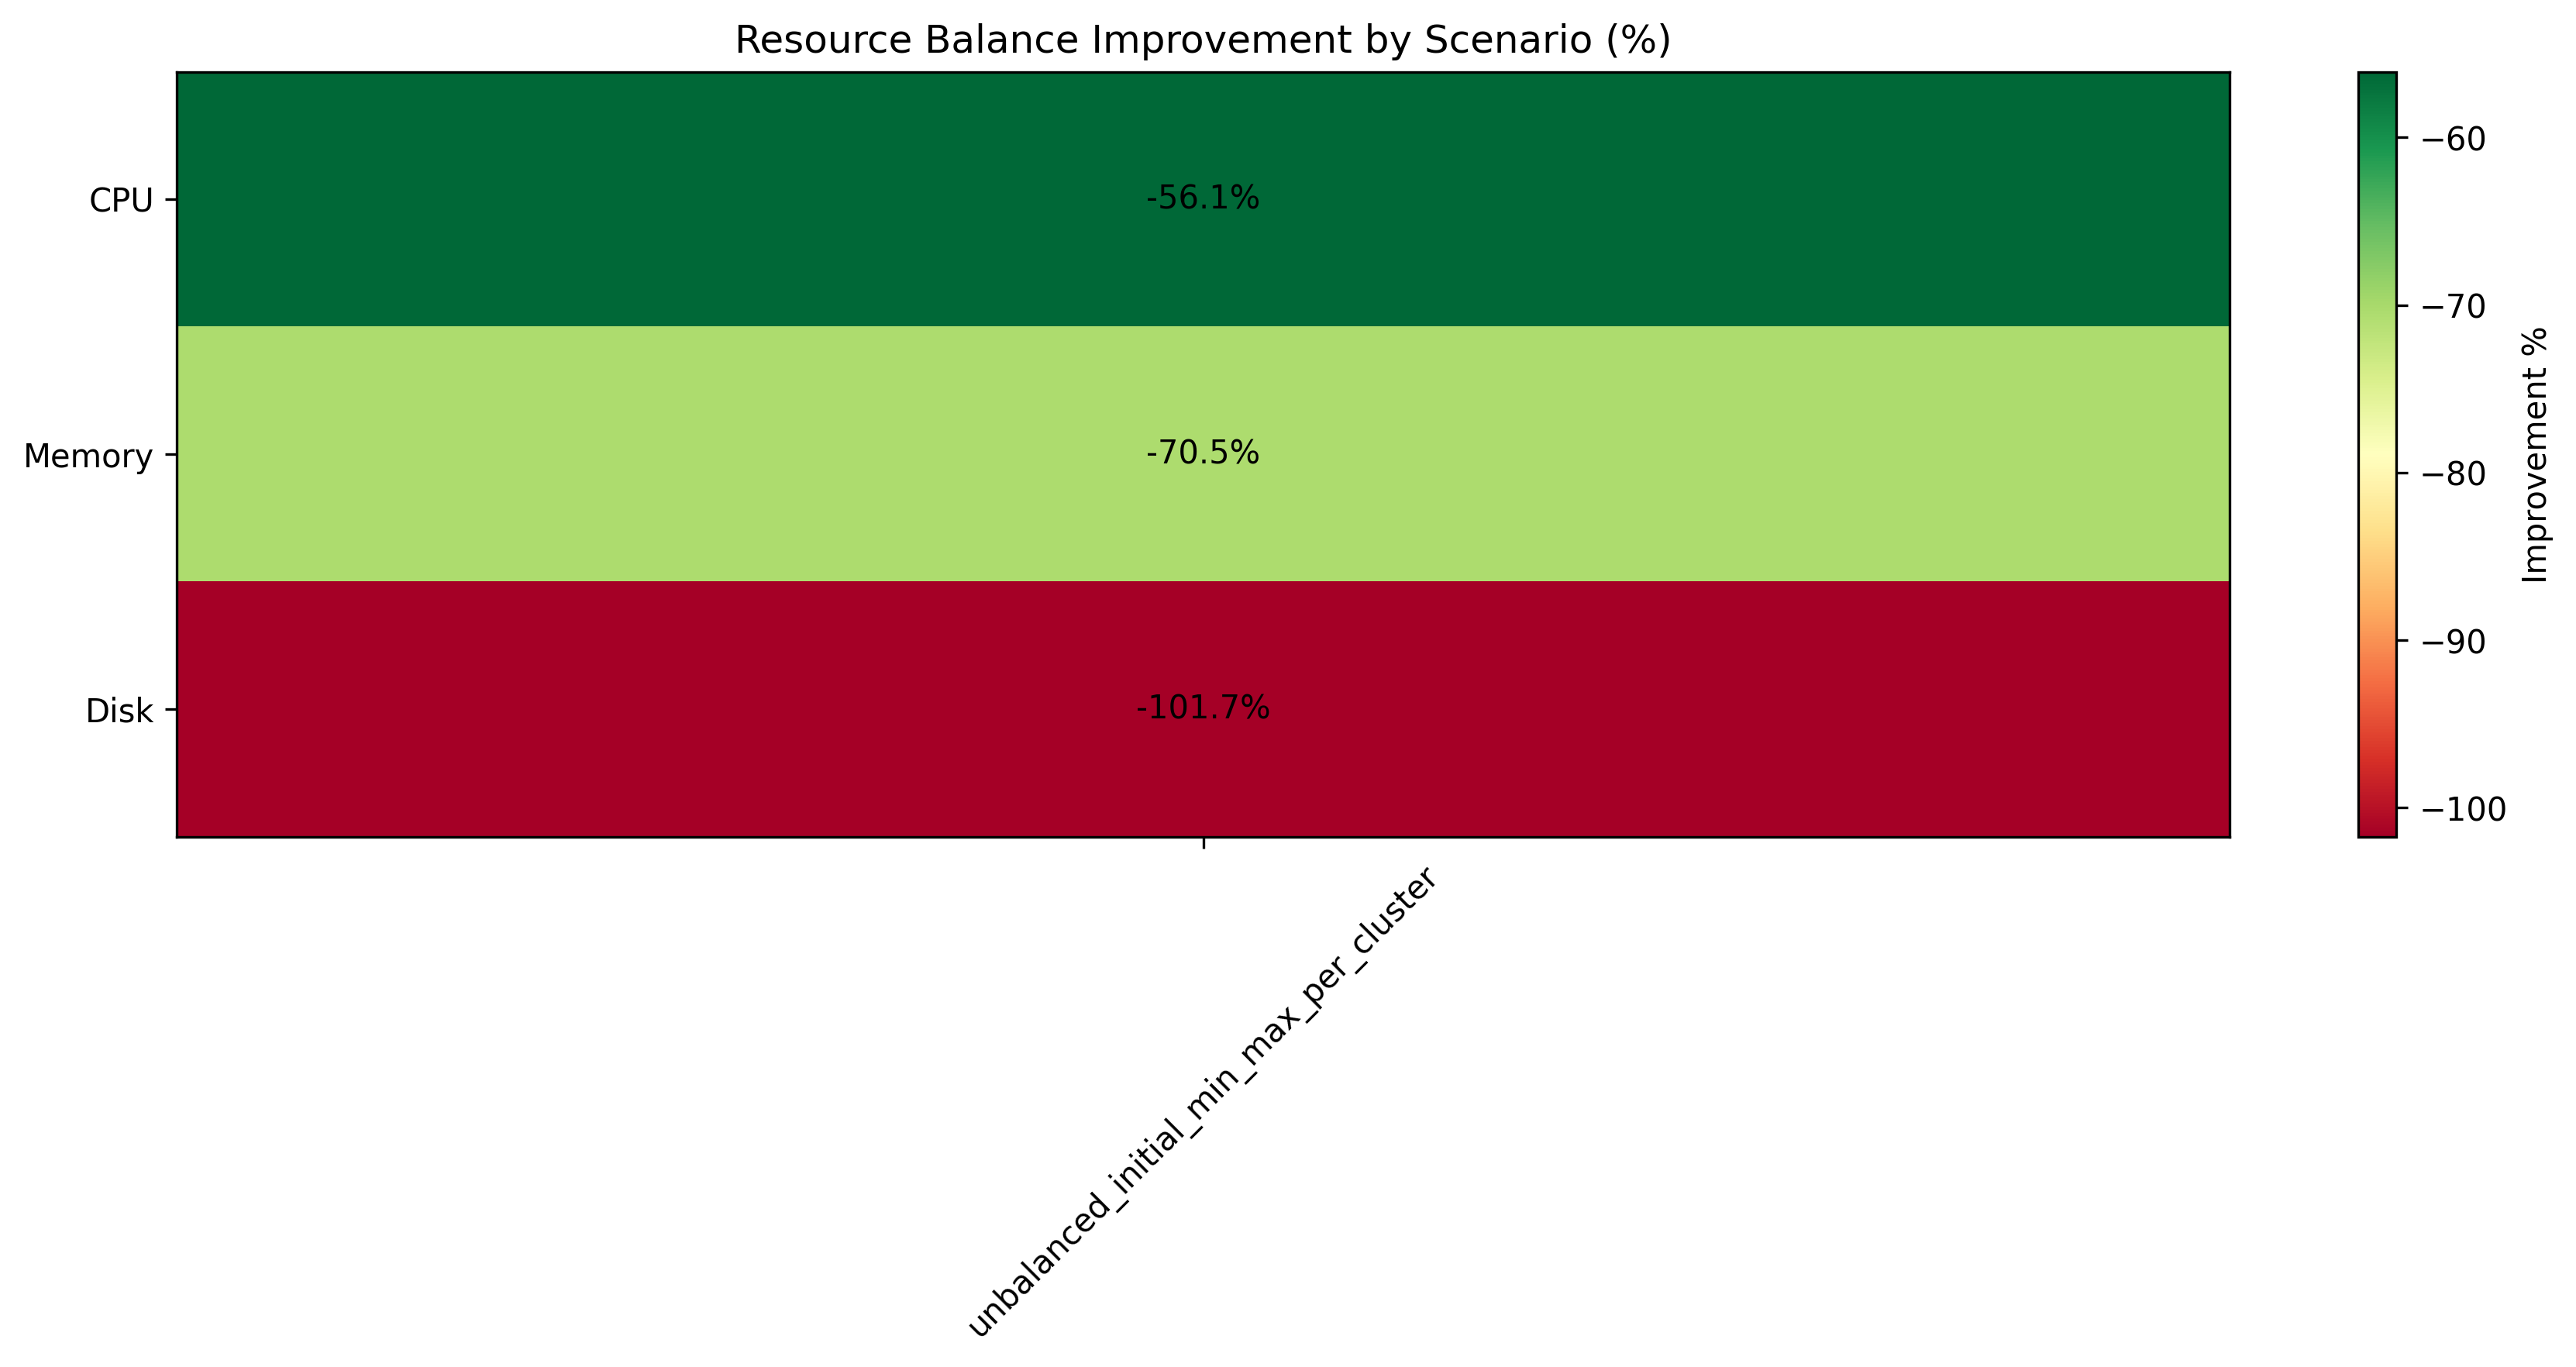 Resource Balance Improvement by Scenario (%)
CPU
-56.1%
Memory
-70.5%
Disk
-101.7%
unbalanced_initial_min_max_per_cluster
−60
−70
−80
−90
−100
Improvement %